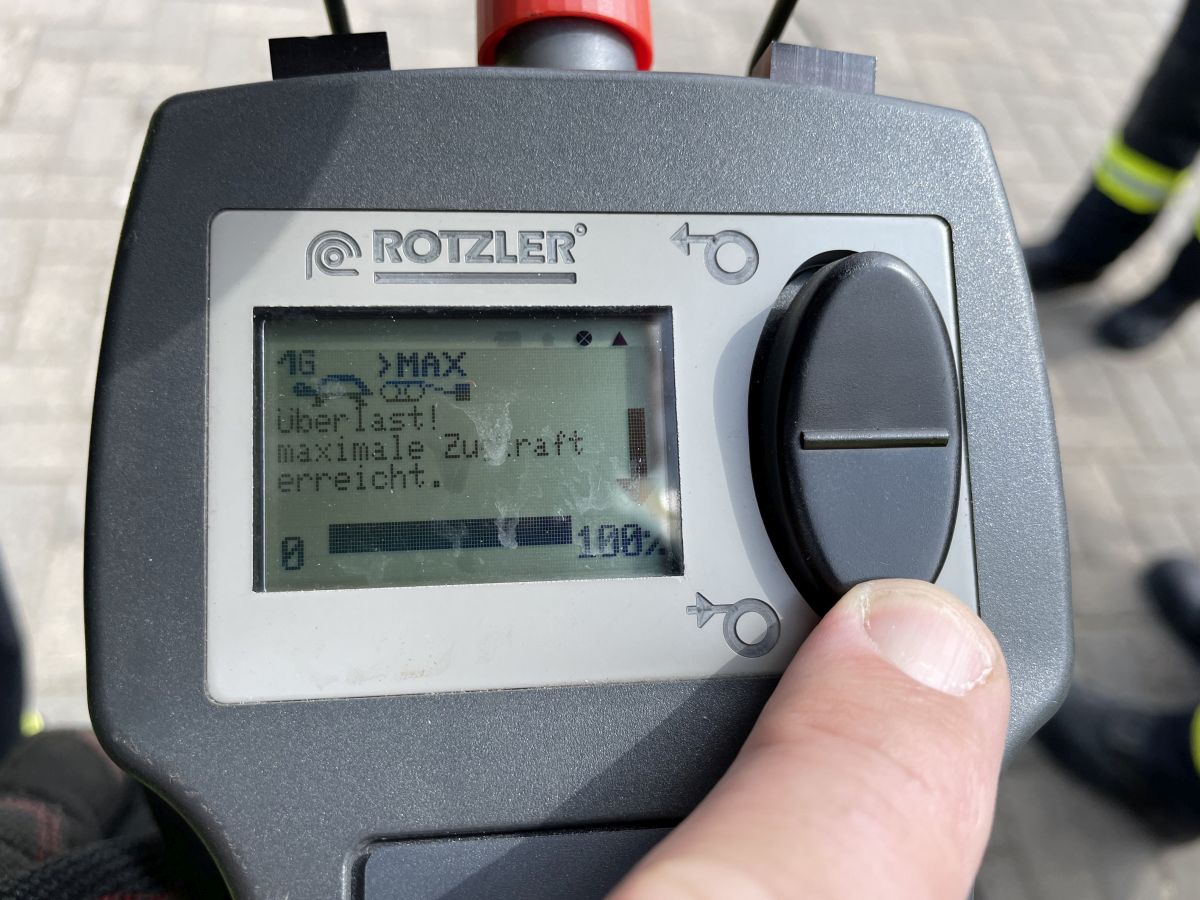 ROTZLER
1G >MAX
Überlast!
maximale Zugkraft
erreicht.
0 100%